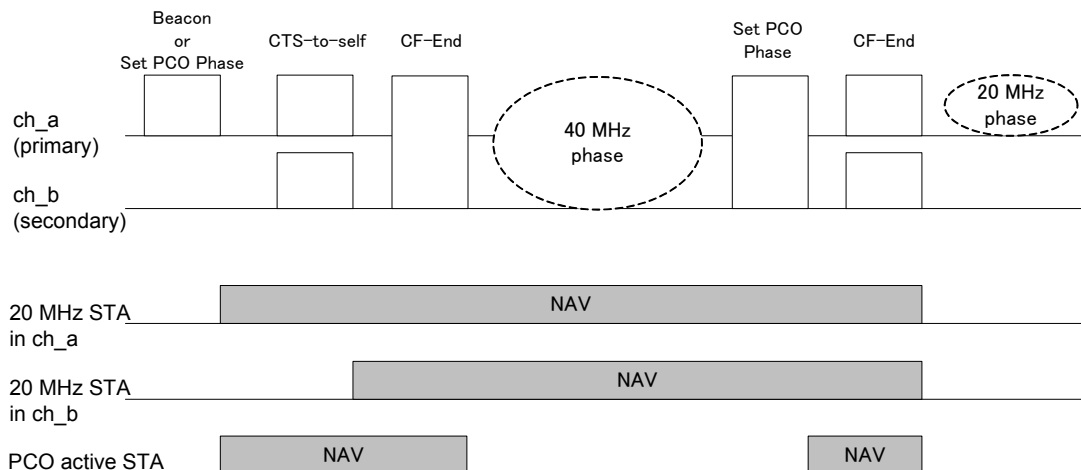 Beacon
or
Set PCO Phase
CTS-to-self
CF-End
Set PCO
Phase
CF-End
ch_a
(primary)
40 MHz
phase
20 MHz
phase
ch_b
(secondary)
20 MHz STA
in ch_a
NAV
20 MHz STA
in ch_b
NAV
PCO active STA
NAV
NAV